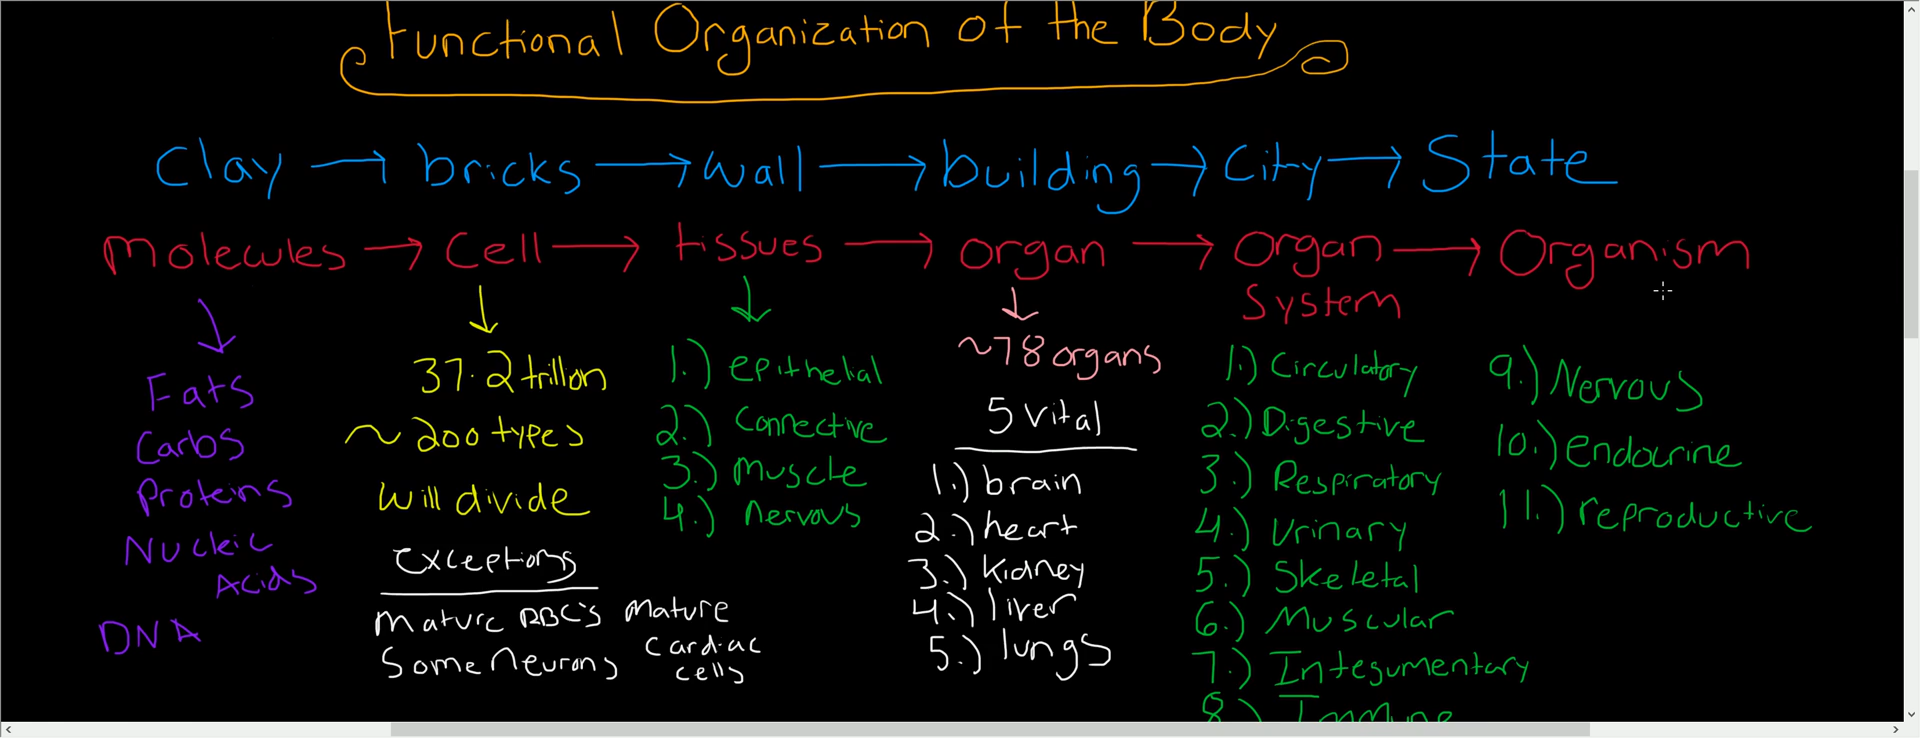 Functional Organization of the Body
Clay → bricks → wall → building → City → State
Molecules → Cell → tissues → organ → Organ System → Organism
Fats
Carbs
Proteins
Nucleic
Acids
DNA
37.2 trillion
~200 types
will divide
exceptions
Mature RBC's
Some Neurons
Mature
Cardiac
cells
1.) epithelial
2.) Connective
3.) Muscle
4.) nervous
~78 organs
5 vital
1.) brain
2.) heart
3.) kidney
4.) liver
5.) lungs
1.) Circulatory
2.) Digestive
3.) Respiratory
4.) Urinary
5.) Skeletal
6.) Muscular
7.) Integumentary
8.) Immune
9.) Nervous
10.) endocrine
11.) reproductive